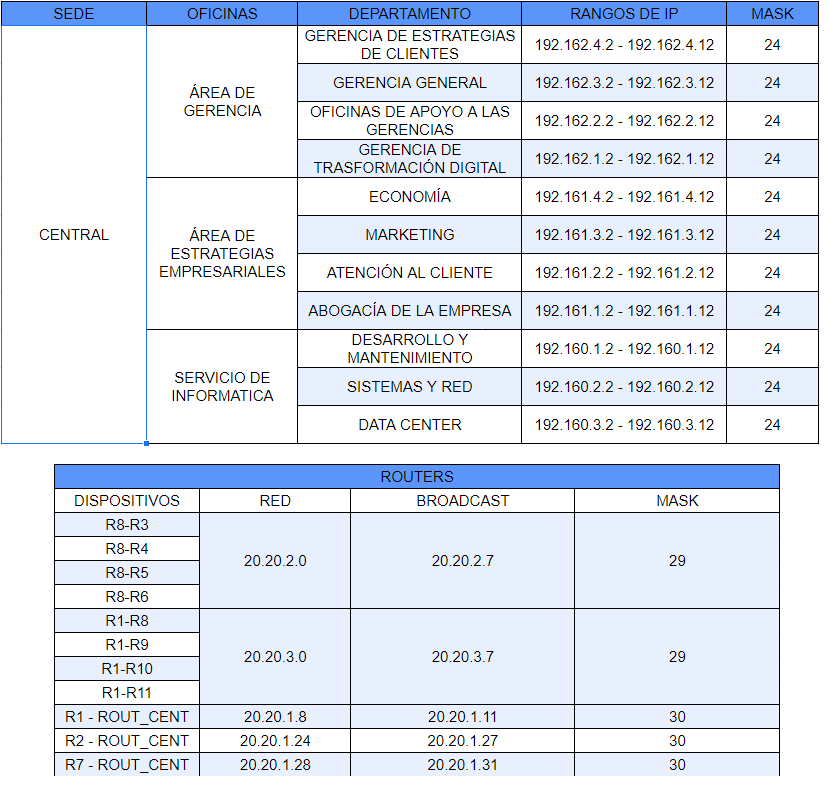 SEDE OFICINAS DEPARTAMENTO RANGOS DE IP MASK
CENTRAL
ÁREA DE
GERENCIA
GERENCIA DE ESTRATEGIAS
DE CLIENTES
192.162.4.2 - 192.162.4.12 24
GERENCIA GENERAL 192.162.3.2 - 192.162.3.12 24
OFICINAS DE APOYO A LAS
GERENCIAS
192.162.2.2 - 192.162.2.12 24
GERENCIA DE
TRASFORMACIÓN DIGITAL
192.162.1.2 - 192.162.1.12 24
ÁREA DE
ESTRATEGIAS
EMPRESARIALES
ECONOMÍA 192.161.4.2 - 192.161.4.12 24
MARKETING 192.161.3.2 - 192.161.3.12 24
ATENCIÓN AL CLIENTE 192.161.2.2 - 192.161.2.12 24
ABOGACÍA DE LA EMPRESA 192.161.1.2 - 192.161.1.12 24
SERVICIO DE
INFORMATICA
DESARROLLO Y
MANTENIMIENTO
192.160.1.2 - 192.160.1.12 24
SISTEMAS Y RED 192.160.2.2 - 192.160.2.12 24
DATA CENTER 192.160.3.2 - 192.160.3.12 24
ROUTERS
DISPOSITIVOS RED BROADCAST MASK
R8-R3
R8-R4
R8-R5
R8-R6
20.20.2.0 20.20.2.7 29
R1-R8
R1-R9
R1-R10
R1-R11
20.20.3.0 20.20.3.7 29
R1 - ROUT_CENT 20.20.1.8 20.20.1.11 30
R2 - ROUT_CENT 20.20.1.24 20.20.1.27 30
R7 - ROUT_CENT 20.20.1.28 20.20.1.31 30